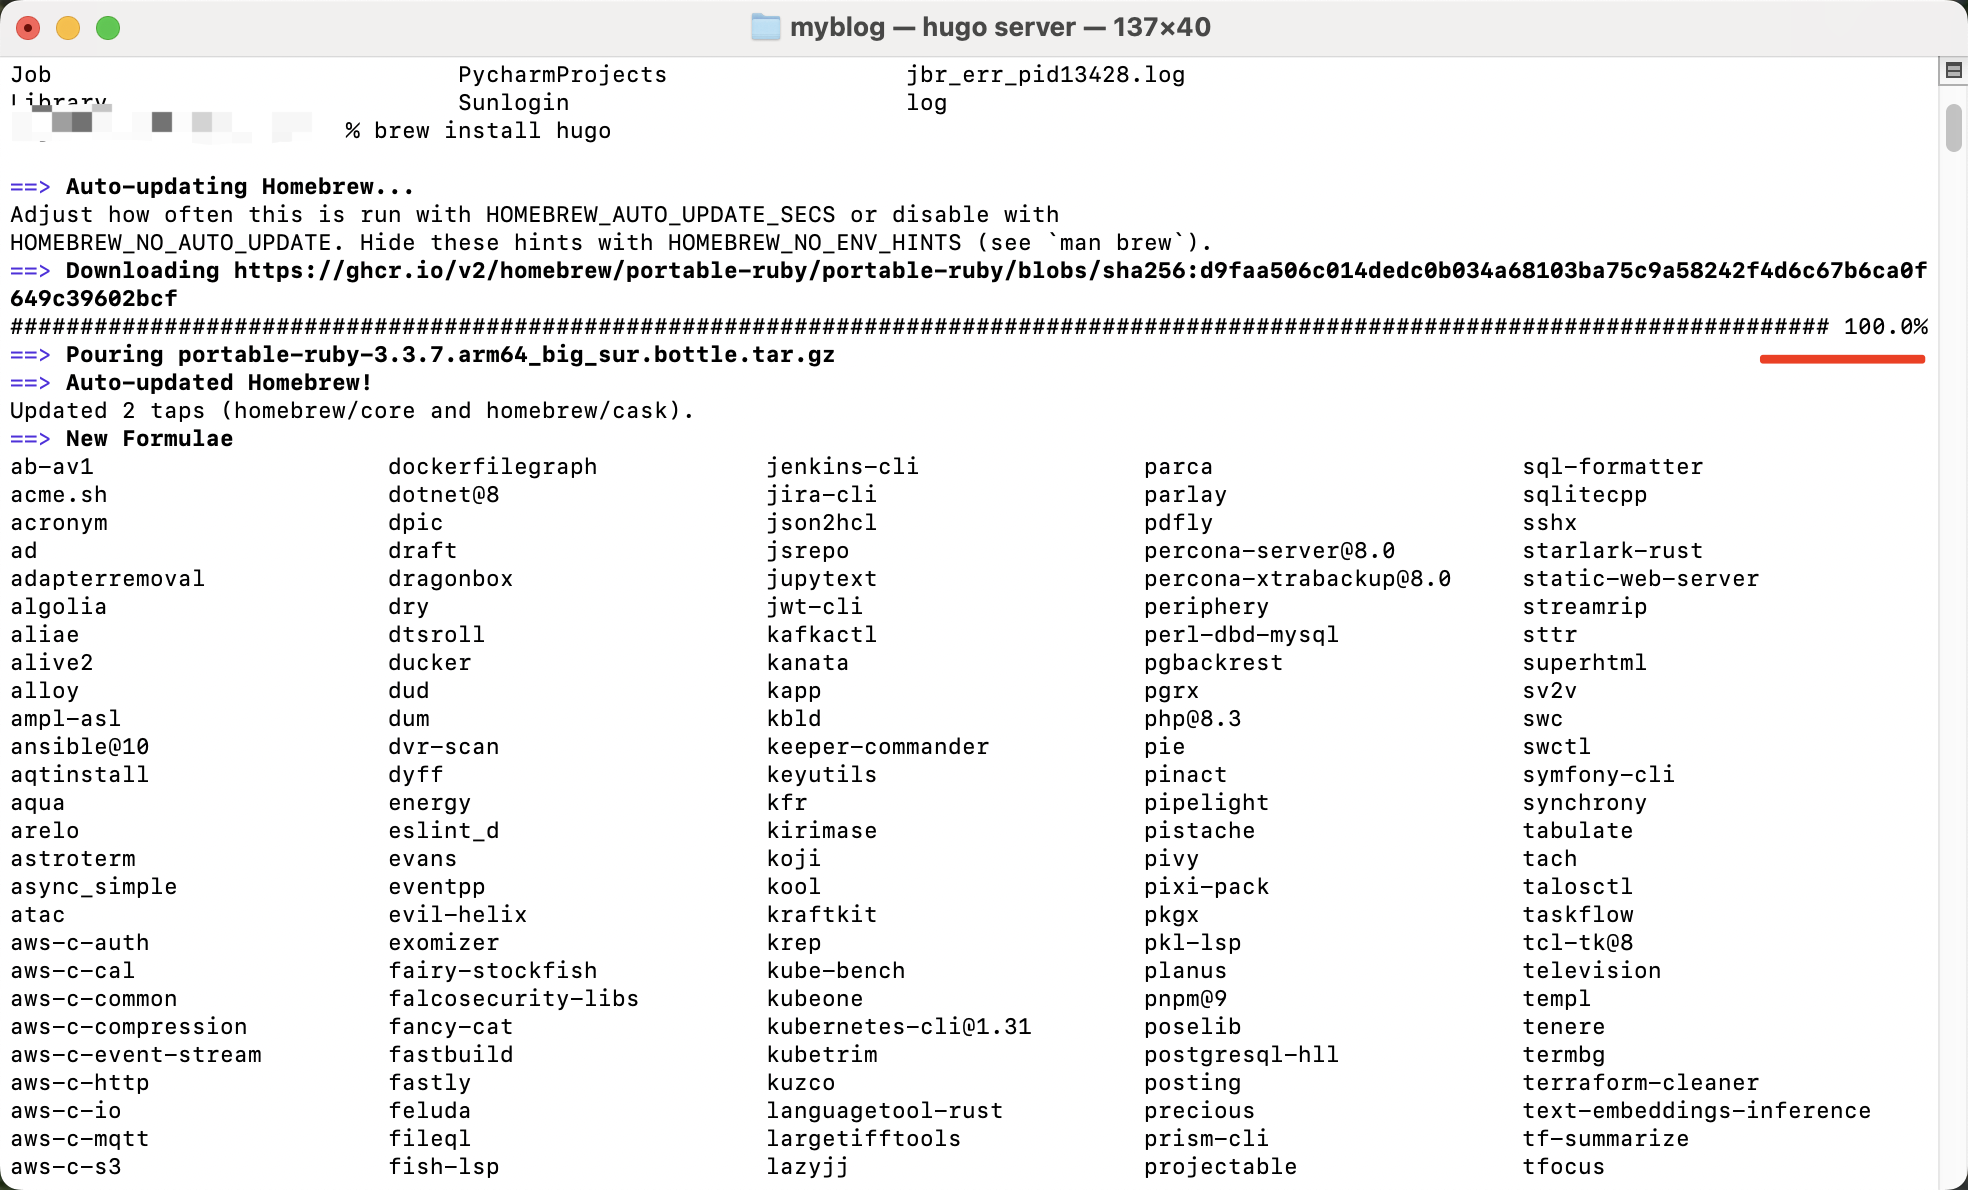 myblog — hugo server — 137×40
Job PycharmProjects jbr_err_pid13428.log
Library Sunlogin log
% brew install hugo
==> Auto-updating Homebrew...
Adjust how often this is run with HOMEBREW_AUTO_UPDATE_SECS or disable with
HOMEBREW_NO_AUTO_UPDATE. Hide these hints with HOMEBREW_NO_ENV_HINTS (see `man brew`).
==> Downloading https://ghcr.io/v2/homebrew/portable-ruby/portable-ruby/blobs/sha256:d9faa506c014dedc0b034a68103ba75c9a58242f4d6c67b6ca0f
649c39602bcf
################################################################################################################################## 100.0%
==> Pouring portable-ruby-3.3.7.arm64_big_sur.bottle.tar.gz
==> Auto-updated Homebrew!
Updated 2 taps (homebrew/core and homebrew/cask).
==> New Formulae
ab-av1 dockerfilegraph jenkins-cli parca sql-formatter
acme.sh dotnet@8 jira-cli parlay sqlitecpp
acronym dpic json2hcl pdfly sshx
ad draft jsrepo percona-server@8.0 starlark-rust
adapterremoval dragonbox jupytext percona-xtrabackup@8.0 static-web-server
algolia dry jwt-cli periphery streamrip
aliae dtsroll kafkactl perl-dbd-mysql sttr
alive2 ducker kanata pgbackrest superhtml
alloy dud kapp pgrx sv2v
ampl-asl dum kbld php@8.3 swc
ansible@10 dvr-scan keeper-commander pie swctl
aqtinstall dyff keyutils pinact symfony-cli
aqua energy kfr pipelight synchrony
arelo eslint_d kirimase pistache tabulate
astroterm evans koji pivy tach
async_simple eventpp kool pixi-pack talosctl
atac evil-helix kraftkit pkgx taskflow
aws-c-auth exomizer krep pkl-lsp tcl-tk@8
aws-c-cal fairy-stockfish kube-bench planus television
aws-c-common falcosecurity-libs kubeone pnpm@9 templ
aws-c-compression fancy-cat kubernetes-cli@1.31 poselib tenere
aws-c-event-stream fastbuild kubetrim postgresql-hll termbg
aws-c-http fastly kuzco posting terraform-cleaner
aws-c-io feluda languagetool-rust precious text-embeddings-inference
aws-c-mqtt fileql largetifftools prism-cli tf-summarize
aws-c-s3 fish-lsp lazyjj projectable tfocus